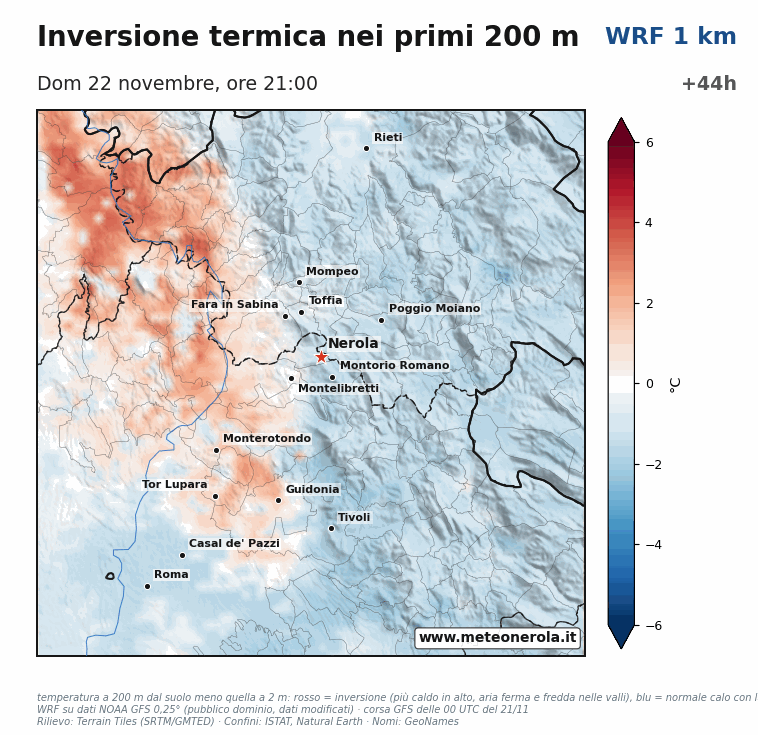 Inversione termica nei primi 200 m WRF 1 km
Dom 22 novembre, ore 21:00 +44h
Rieti
Mompeo
Toffia
Fara in Sabina
Poggio Moiano
Nerola
Montorio Romano
Montelibretti
Monterotondo
Tor Lupara
Guidonia
Tivoli
Casal de' Pazzi
Roma
www.meteonerola.it
6
4
2
0
−2
−4
−6
°C
temperatura a 200 m dal suolo meno quella a 2 m: rosso = inversione (più caldo in alto, aria ferma e fredda nelle valli), blu = normale calo con
WRF su dati NOAA GFS 0,25° (pubblico dominio, dati modificati) · corsa GFS delle 00 UTC del 21/11
Rilievo: Terrain Tiles (SRTM/GMTED) · Confini: ISTAT, Natural Earth · Nomi: GeoNames